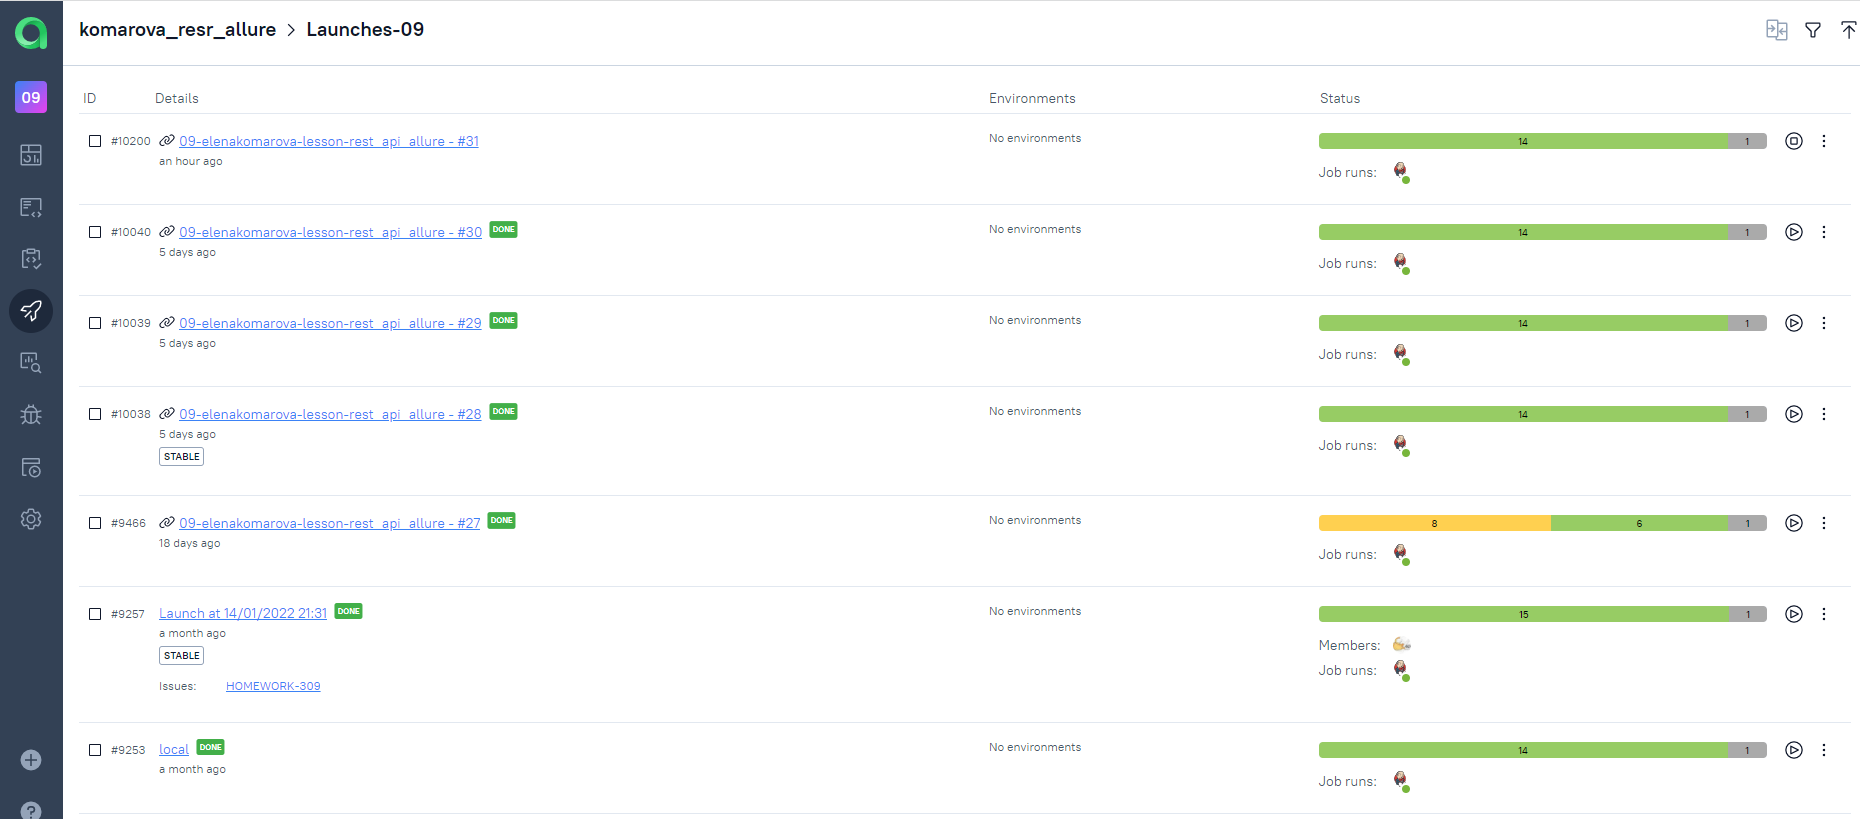 komarova_resr_allure > Launches-09
09
ID Details Environments Status
#10200 09-elenakomarova-lesson-rest_api_allure - #31 No environments 14 1
an hour ago
Job runs:
#10040 09-elenakomarova-lesson-rest_api_allure - #30 DONE No environments 14 1
5 days ago
Job runs:
#10039 09-elenakomarova-lesson-rest_api_allure - #29 DONE No environments 14 1
5 days ago
Job runs:
#10038 09-elenakomarova-lesson-rest_api_allure - #28 DONE No environments 14 1
5 days ago
Job runs:
STABLE
#9466 09-elenakomarova-lesson-rest_api_allure - #27 DONE No environments 8 6 1
18 days ago
Job runs:
#9257 Launch at 14/01/2022 21:31 DONE No environments 15 1
a month ago
Members:
STABLE
Job runs:
Issues: HOMEWORK-309
#9253 local DONE No environments 14 1
a month ago
Job runs:
?